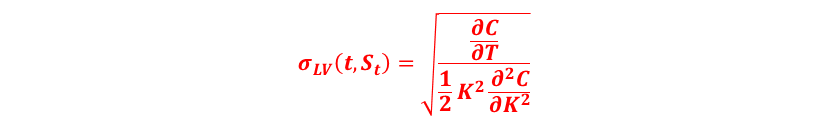 σ_LV(t, S_t) = √((∂C/∂T)/(1/2 K² ∂²C/∂K²))